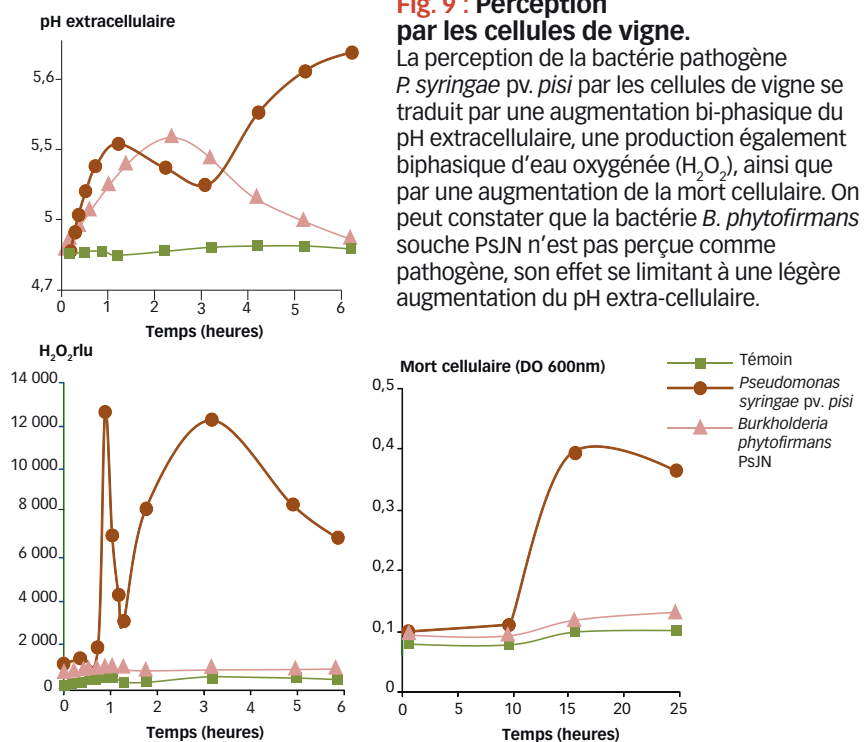 pH extracellulaire
5,6
5,5
5
4,7
0 1 2 3 4 5 6
Temps (heures)
Fig. 9 : Perception
par les cellules de vigne.
La perception de la bactérie pathogène
P. syringae pv. pisi par les cellules de vigne se
traduit par une augmentation bi-phasique du
pH extracellulaire, une production également
biphasique d'eau oxygénée (H₂O₂), ainsi que
par une augmentation de la mort cellulaire. On
peut constater que la bactérie B. phytofirmans
souche PsJN n'est pas perçue comme
pathogène, son effet se limitant à une légère
augmentation du pH extra-cellulaire.
H₂O₂rlu
14 000
12 000
10 000
8 000
6 000
4 000
2 000
0
0 1 2 3 4 5 6
Temps (heures)
Mort cellulaire (DO 600nm)
0,5
0,4
0,3
0,2
0,1
0
0 5 10 15 20 25
Temps (heures)
Témoin
Pseudomonas
syringae pv. pisi
Burkholderia
phytofirmans
PsJN